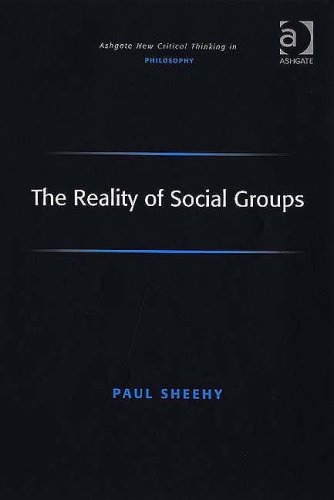 Ashgate New Critical Thinking in
PHILOSOPHY
a
ASHGATE
The Reality of Social Groups
PAUL SHEEHY